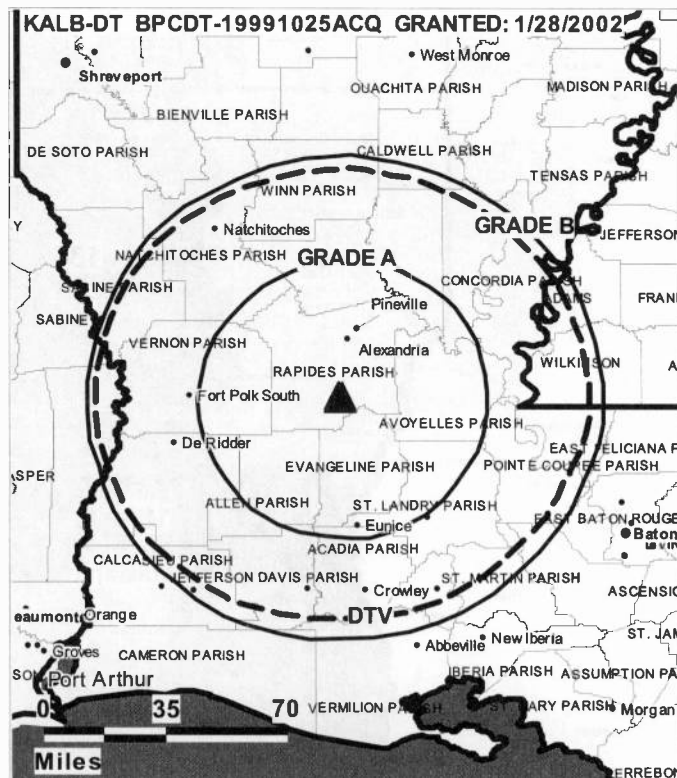 KALB-DT BPCDT-19991025ACQ GRANTED: 1/28/2002
West Monroe
Shreveport
OUACHITA PARISH
MADISON PARISH
BIENVILLE PARISH
DE SOTO PARISH
CALDWELL PARISH
TENSAS PARISH
WINN PARISH
Natchitoches
GRADE B
JEFFERSON
NATCHITOCHES PARISH
GRADE A
CONCORDIA PARISH
SABINE PARISH
ADAMS
FRAN
SABINE
Pineville
VERNON PARISH
Alexandria
WILKINSON
RAPIDES PARISH
Fort Polk South
AVOYELLES PARISH
De Ridder
EAST FELICIANA P
POINTE COUPEE PARISH
EVANGELINE PARISH
ASPER
ALLEN PARISH
ST. LANDRY PARISH
EAST BATON ROUGE
Eunice
Baton
ACADIA PARISH
CALCASIEU PARISH
JEFFERSON DAVIS PARISH
ST. MARTIN PARISH
Crowley
ASCENSIO
DTV
eaumont
Orange
ST. JAM
New Iberia
Abbeville
Groves
CAMERON PARISH
IBERIA PARISH
ASSUMPTION PA
Port Arthur
VERMILION PARISH
ST. MARY PARISH
Morgan
0 35 70
Miles
ERREBON